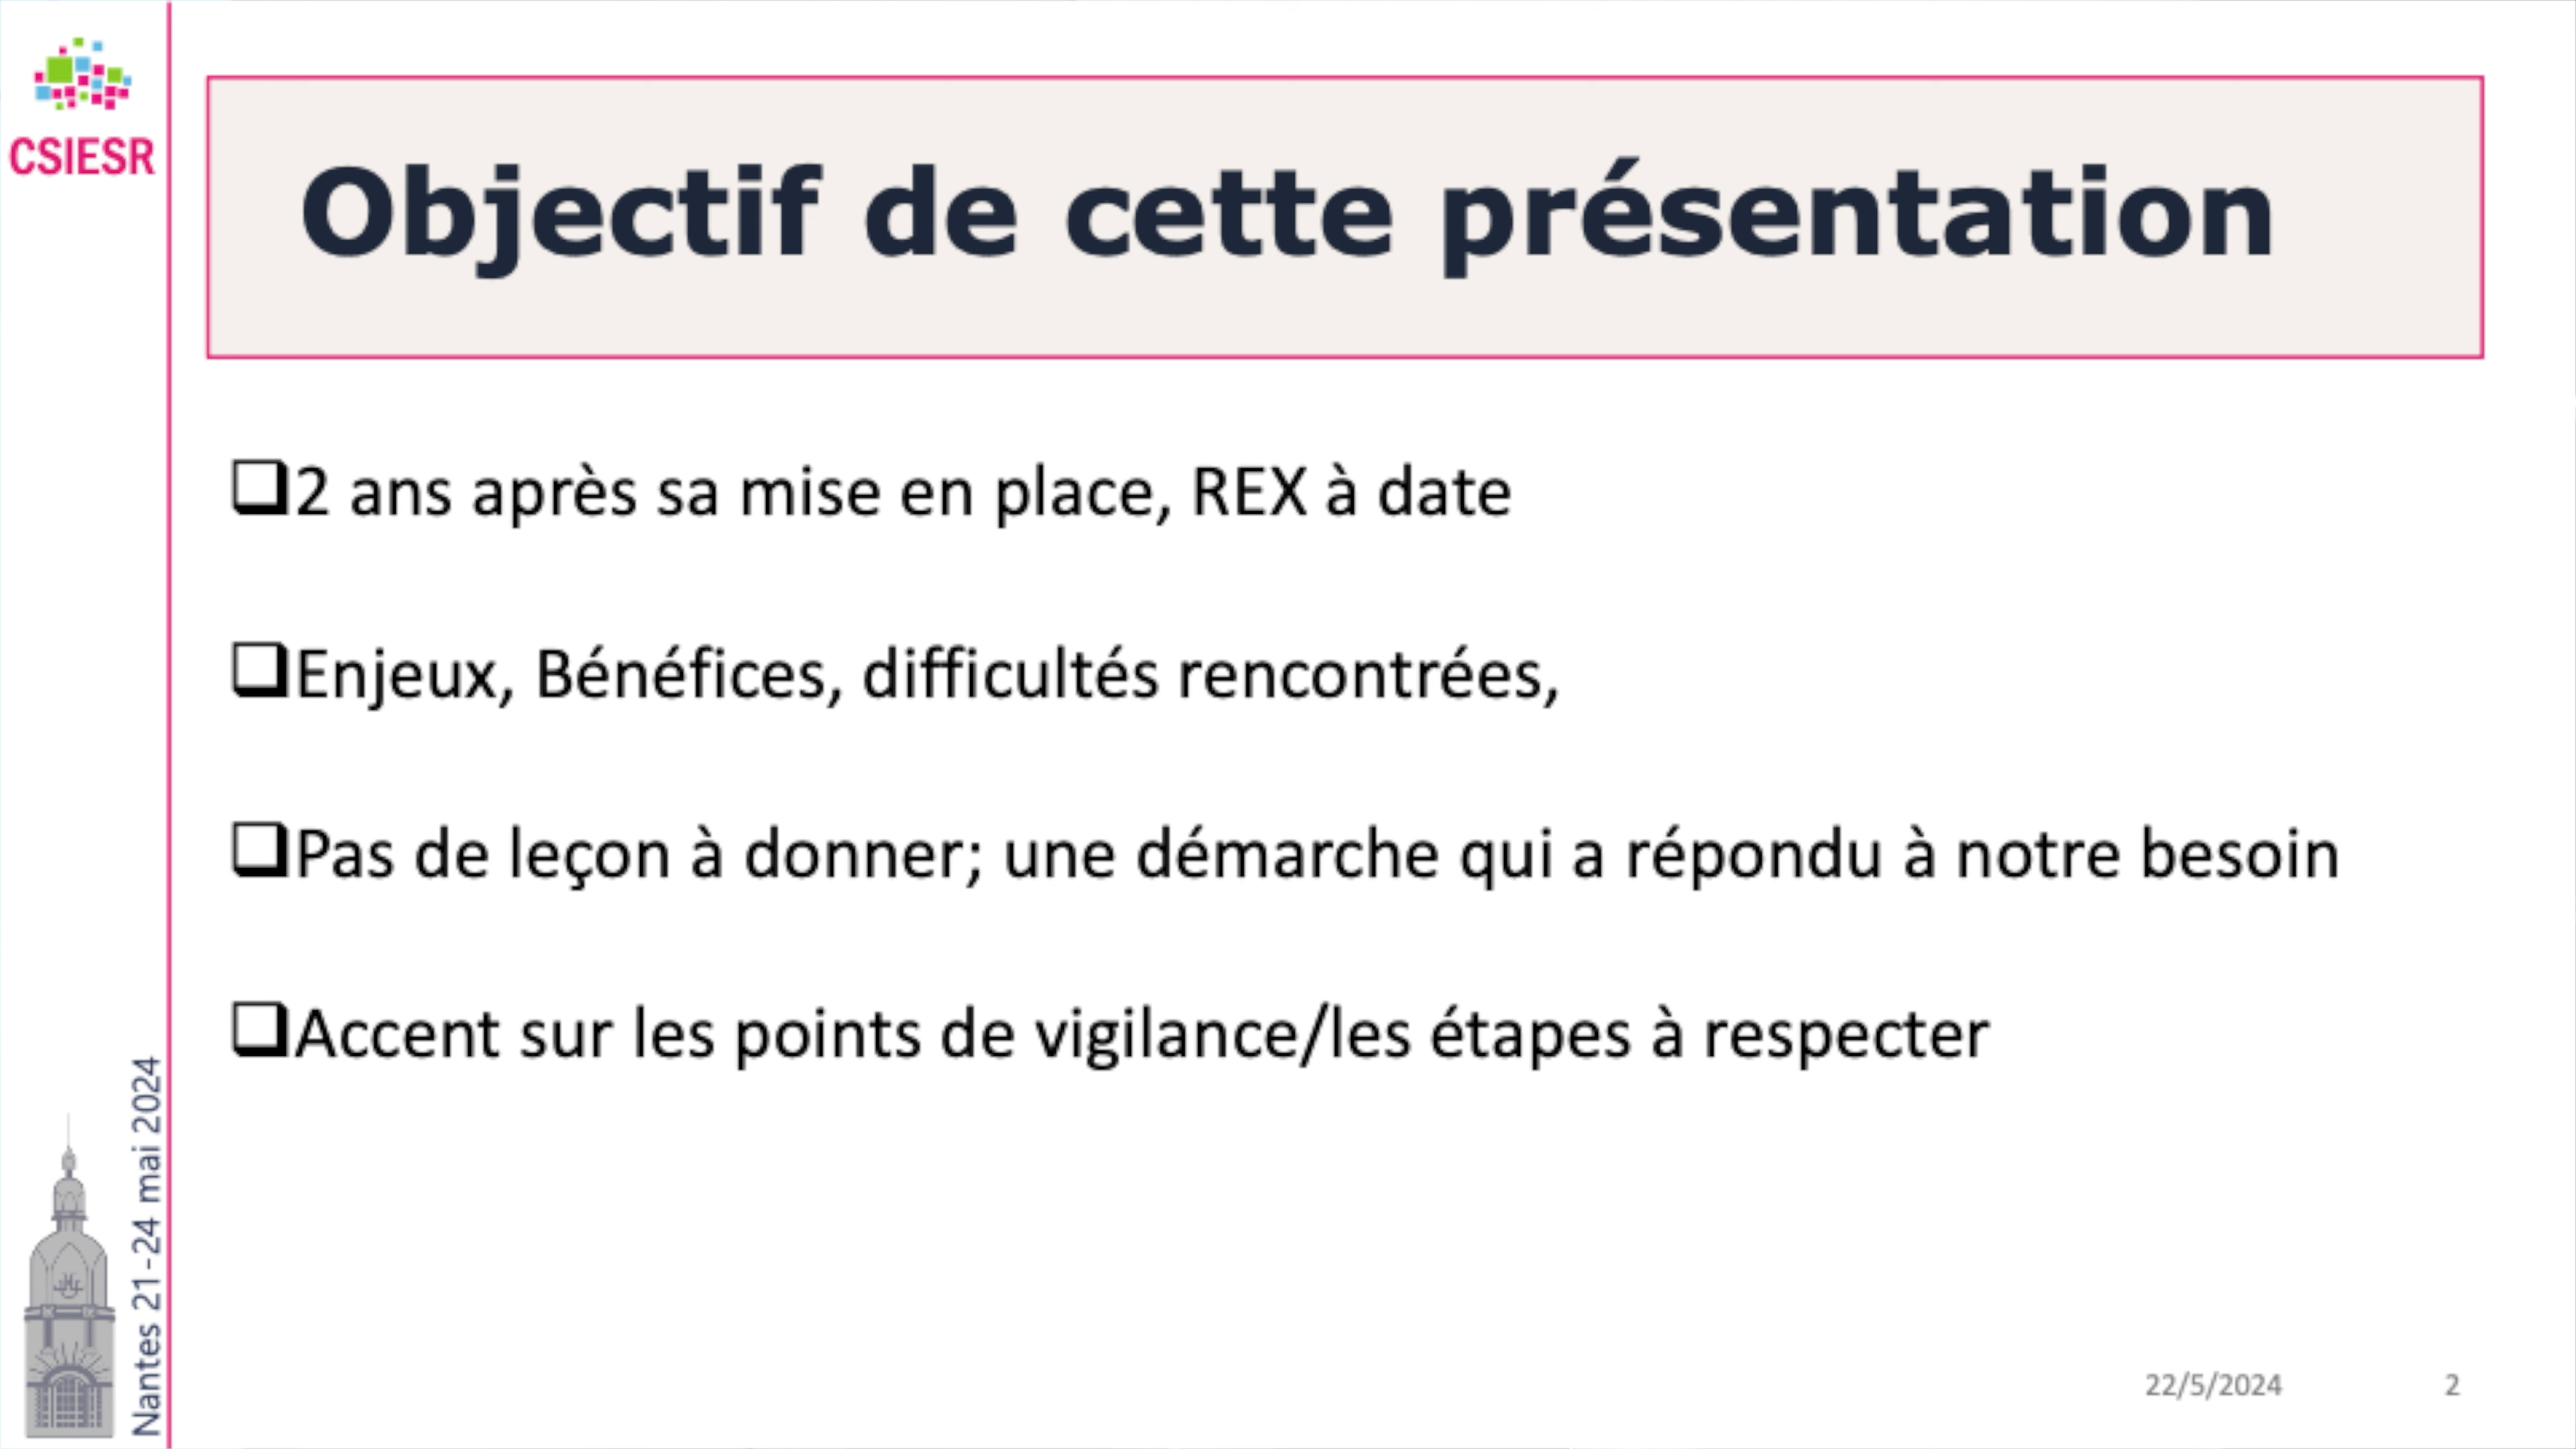 CSIESR
Objectif de cette présentation
2 ans après sa mise en place, REX à date
Enjeux, Bénéfices, difficultés rencontrées,
Pas de leçon à donner; une démarche qui a répondu à notre besoin
Accent sur les points de vigilance/les étapes à respecter
Nantes 21-24 mai 2024
22/5/2024
2